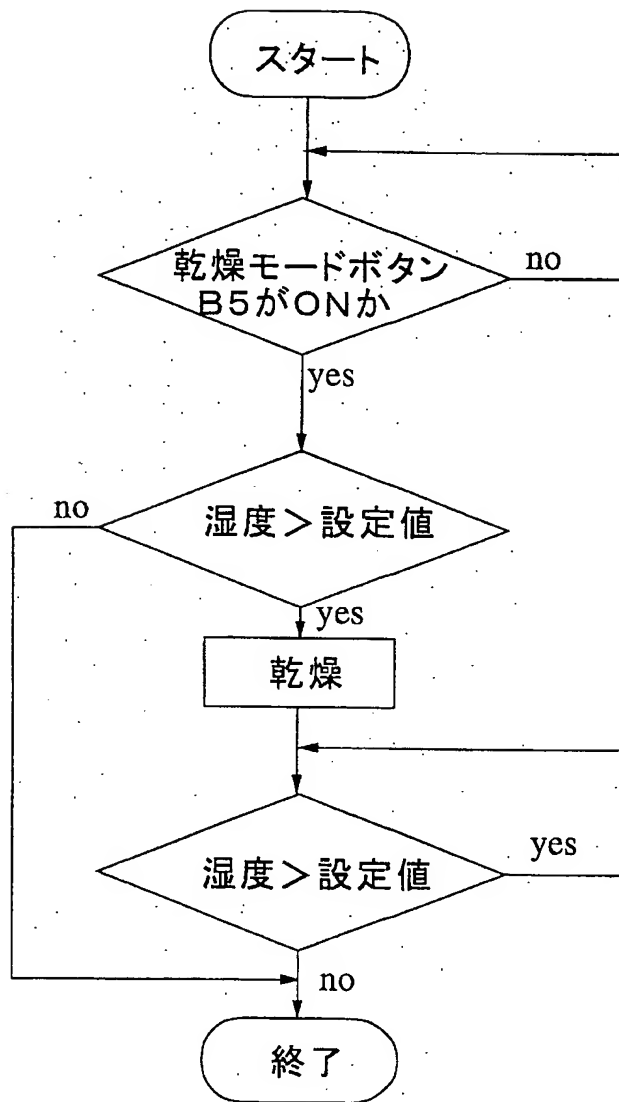 スタート
乾燥モードボタン
B5がONか
no
yes
no
湿度>設定値
yes
乾燥
湿度>設定値
yes
no
終了